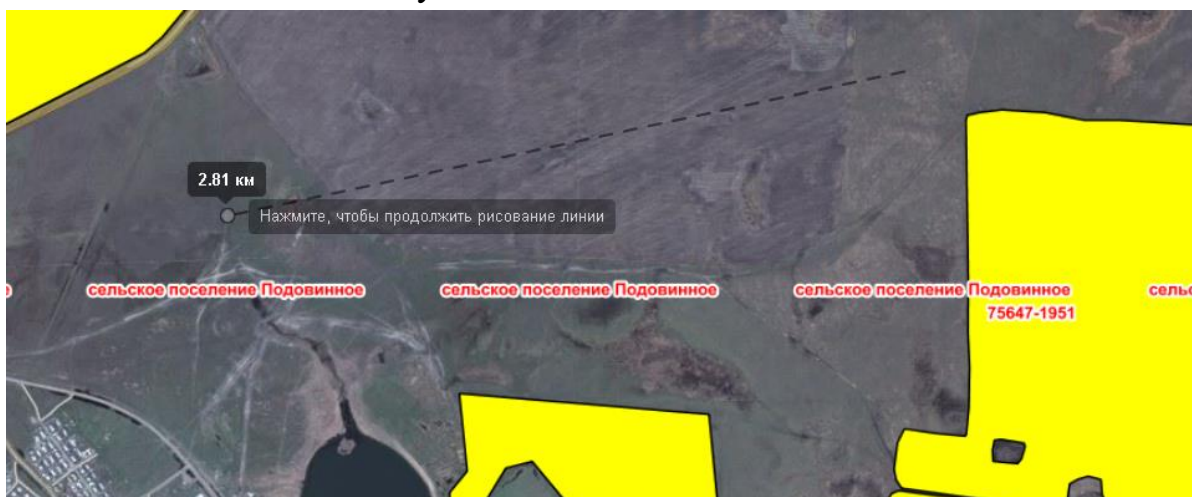 2.81 км
Нажмите, чтобы продолжить рисование линии
сельское поселение Подовинное
сельское поселение Подовинное
сельское поселение Подовинное
75647-1951